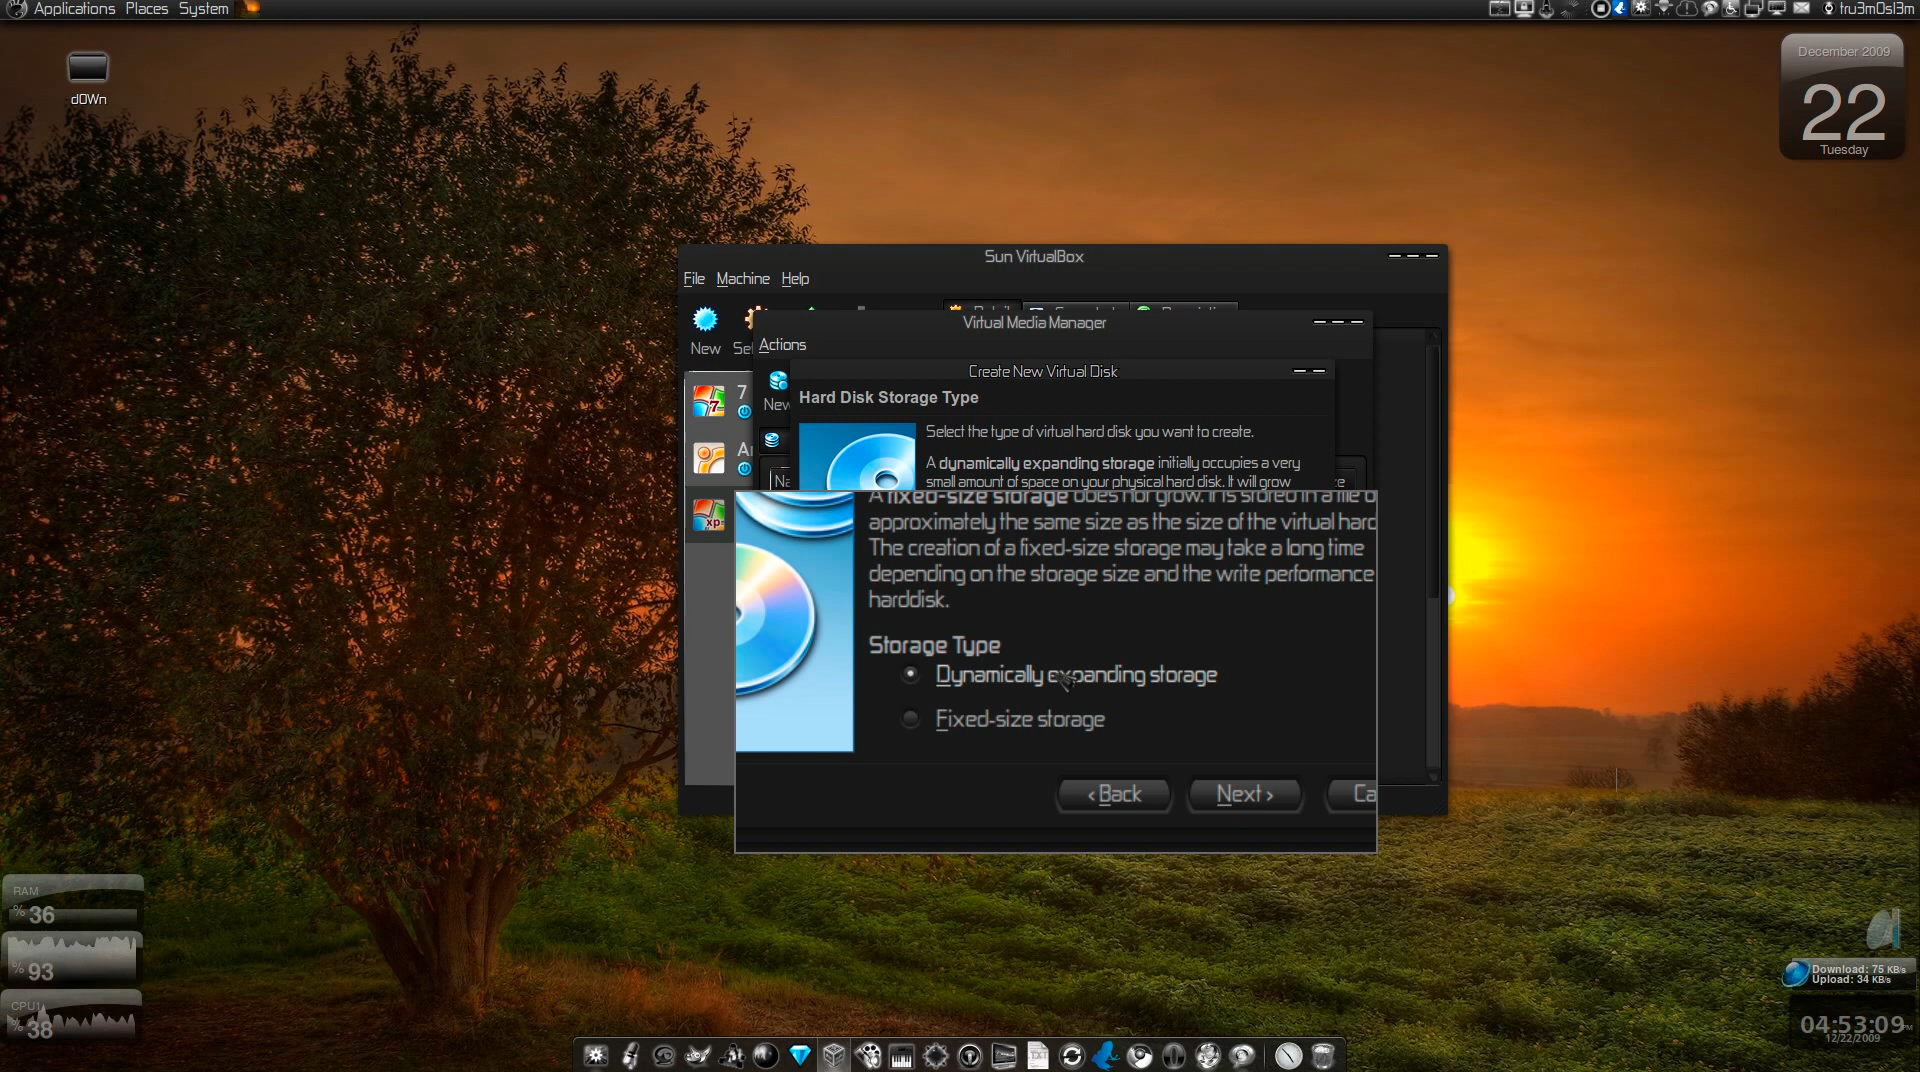 Applications Places System
tru3m0sl3m
d0Wn
December 2009
22
Tuesday
Sun VirtualBox
File Machine Help
New
Virtual Media Manager
Actions
Create New Virtual Disk
New
Hard Disk Storage Type
7
Select the type of virtual hard disk you want to create.
A dynamically expanding storage initially occupies a very
small amount of space on your physical hard disk. It will grow
xp
A fixed-size storage does not grow. It is stored in a file
approximately the same size as the size of the virtual hard
The creation of a fixed-size storage may take a long time
depending on the storage size and the write performance
harddisk.
Storage Type
Dynamically expanding storage
Fixed-size storage
< Back
Next >
Ca
RAM
% 36
% 93
CPU1
% 38
Download: 75 KB/s
Upload: 34 KB/s
04:53:09 PM
12/22/2009
TXT